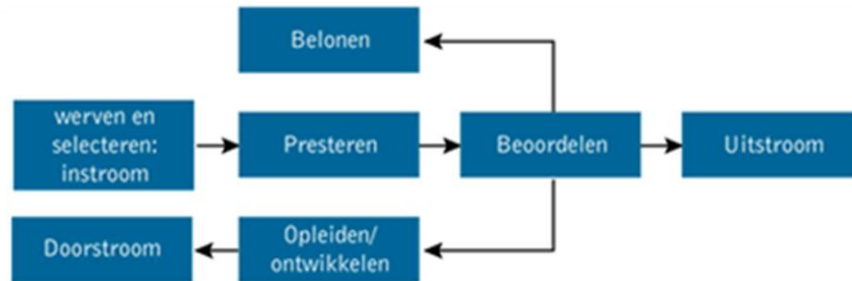 Belonen
werven en
selecteren:
instroom
Presteren
Beoordelen
Uitstroom
Doorstroom
Opleiden/
ontwikkelen